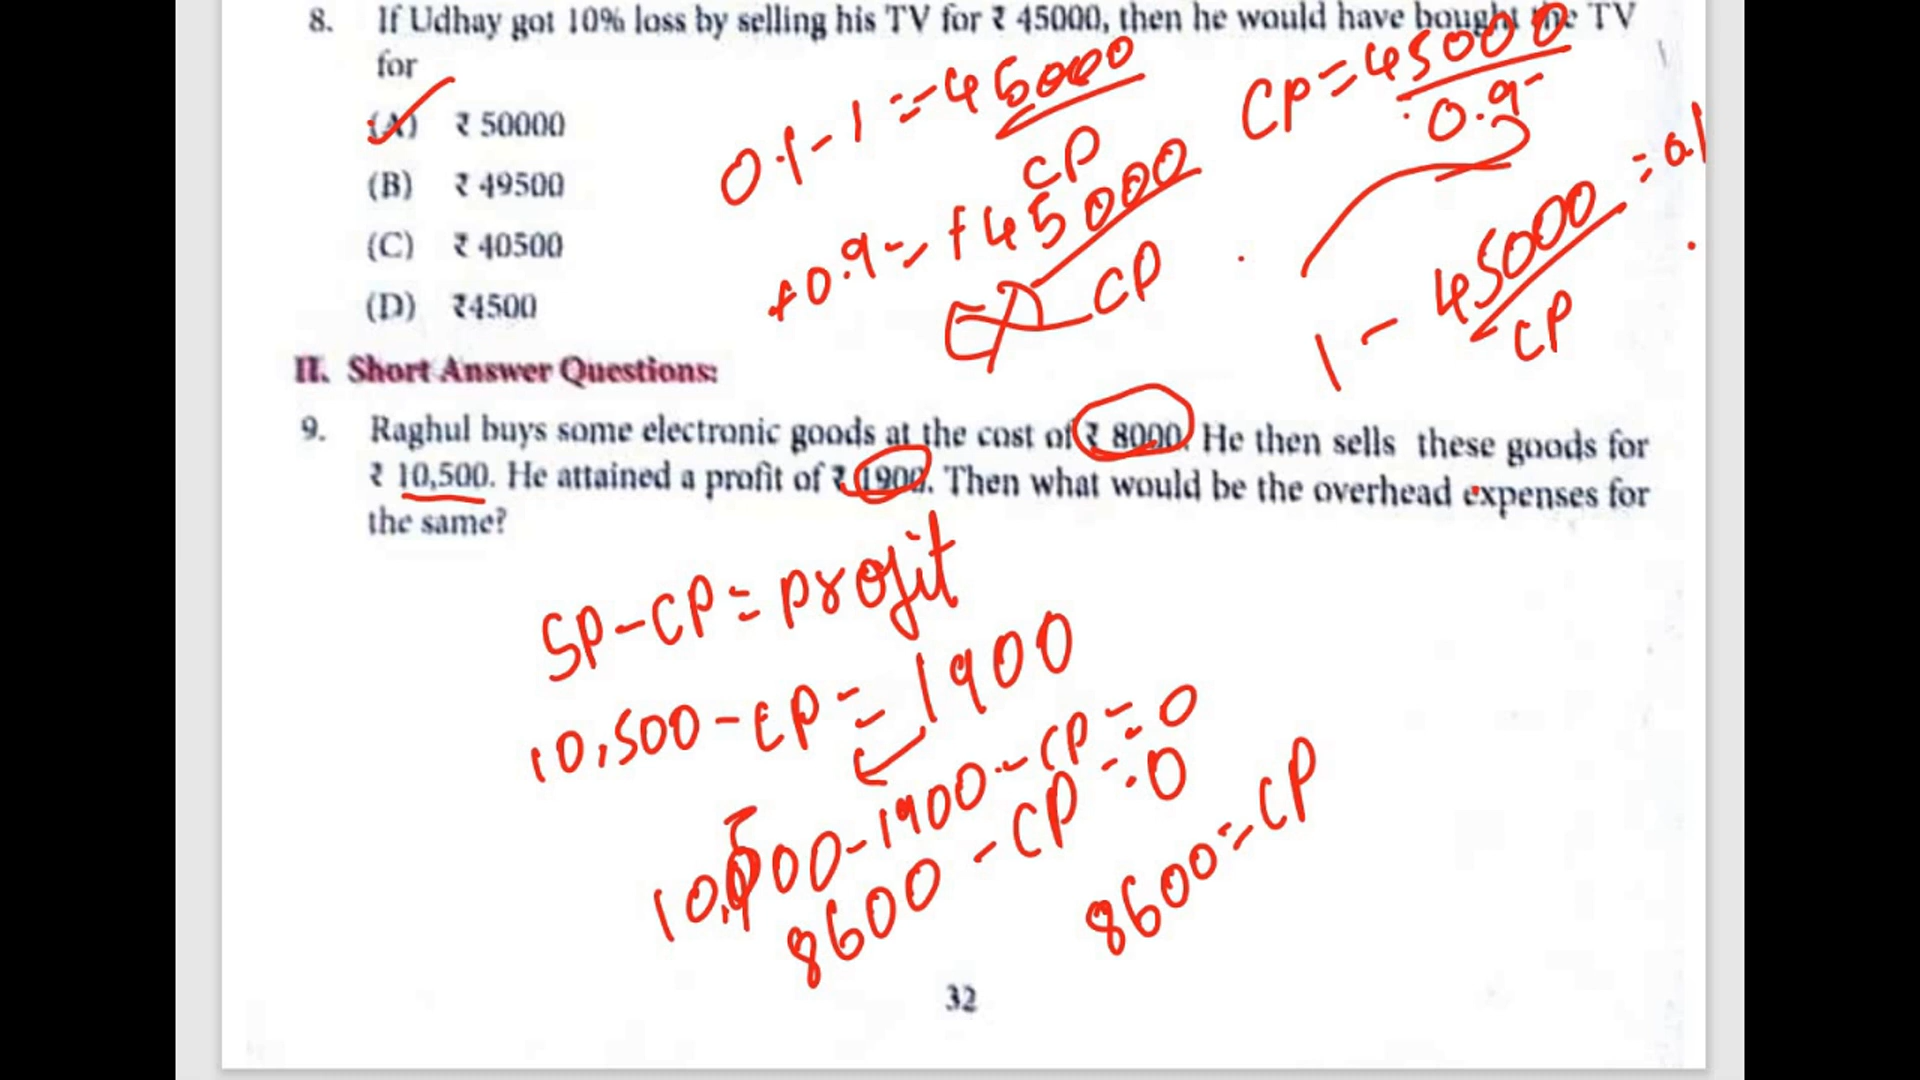 8. If Udhay got 10% loss by selling his TV for ₹ 45000, then he would have bought the TV
for
(A) ₹ 50000
(B) ₹ 49500
(C) ₹ 40500
(D) ₹4500
0.1-1=-45000/CP
+0.9=+45000/CP
CP=45000/0.9
1-45000/CP=0.1
II. Short Answer Questions:
9. Raghul buys some electronic goods at the cost of ₹ 8000. He then sells these goods for
₹ 10,500. He attained a profit of ₹ 1900. Then what would be the overhead expenses for
the same?
SP-CP=profit
10,500-CP=1900
10,500-1900-CP=0
8600-CP=0
8600=CP
32